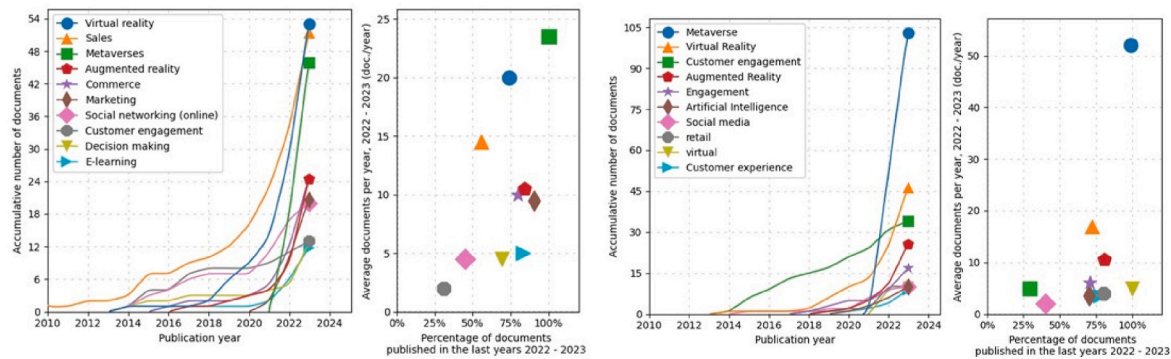 Accumulative number of documents
54
48
42
36
30
24
18
12
6
0
Virtual reality
Sales
Metaverses
Augmented reality
Commerce
Marketing
Social networking (online)
Customer engagement
Decision making
E-learning
2010 2012 2014 2016 2018 2020 2022 2024
Publication year
Average documents per year, 2022 - 2023 (doc./year)
25
20
15
10
5
0
0% 25% 50% 75% 100%
Percentage of documents
published in the last years 2022 - 2023
Accumulative number of documents
105
90
75
60
45
30
15
0
Metaverse
Virtual Reality
Customer engagement
Augmented Reality
Engagement
Artificial Intelligence
Social media
retail
virtual
Customer experience
2010 2012 2014 2016 2018 2020 2022 2024
Publication year
Average documents per year, 2022 - 2023 (doc./year)
50
40
30
20
10
0
0% 25% 50% 75% 100%
Percentage of documents
published in the last years 2022 - 2023